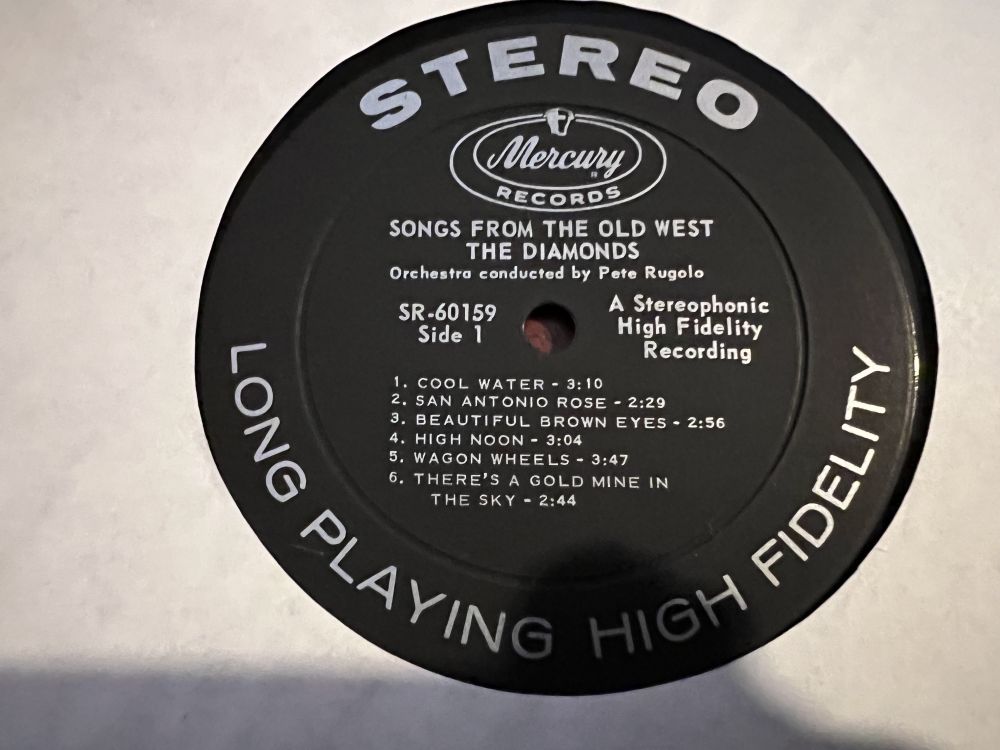 STEREO
Mercury
®
RECORDS
SONGS FROM THE OLD WEST
THE DIAMONDS
Orchestra conducted by Pete Rugolo
SR-60159
Side 1
A Stereophonic
High Fidelity
Recording
1. COOL WATER - 3:10
2. SAN ANTONIO ROSE - 2:29
3. BEAUTIFUL BROWN EYES - 2:56
4. HIGH NOON - 3:04
5. WAGON WHEELS - 3:47
6. THERE'S A GOLD MINE IN
THE SKY - 2:44
LONG PLAYING HIGH FIDELITY